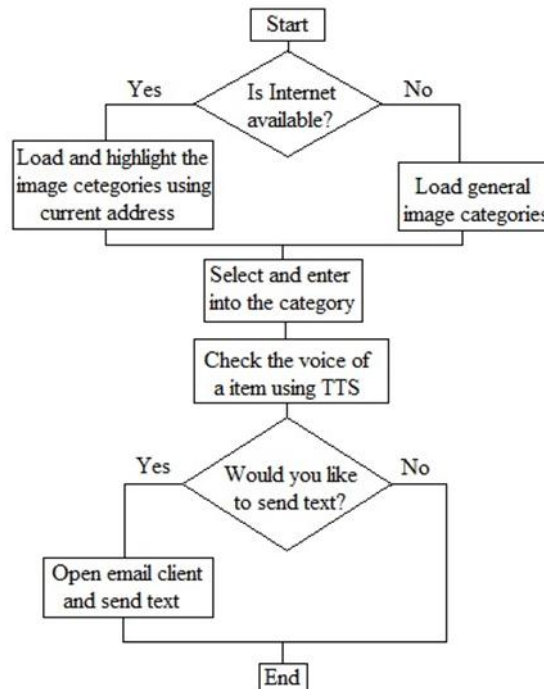 Start
Yes
Is Internet
available?
No
Load and highlight the
image cetegories using
current address
Load general
image categories
Select and enter
into the category
Check the voice of
a item using TTS
Yes
Would you like
to send text?
No
Open email client
and send text
End